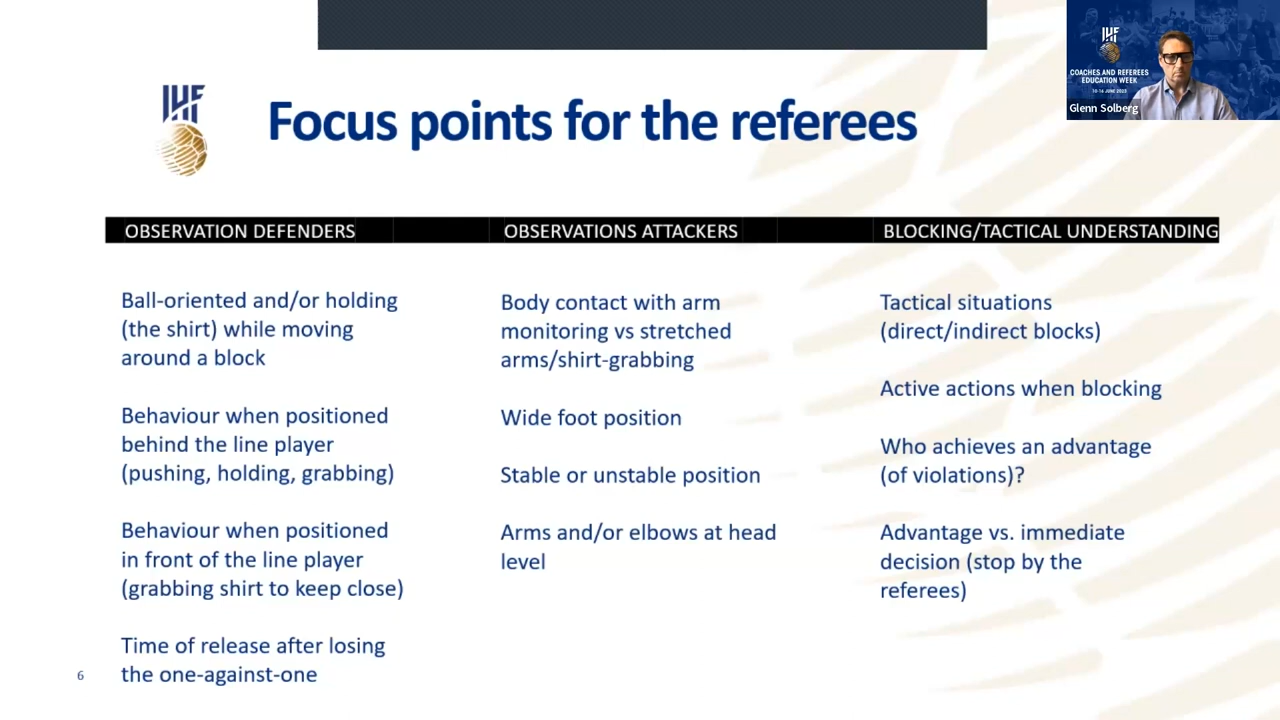 IHF
Focus points for the referees
IHF
COACHES AND REFEREES
EDUCATION WEEK
10-16 JUNE 2023
Glenn Solberg
OBSERVATION DEFENDERS
Ball-oriented and/or holding
(the shirt) while moving
around a block
Behaviour when positioned
behind the line player
(pushing, holding, grabbing)
Behaviour when positioned
in front of the line player
(grabbing shirt to keep close)
Time of release after losing
the one-against-one
OBSERVATIONS ATTACKERS
Body contact with arm
monitoring vs stretched
arms/shirt-grabbing
Wide foot position
Stable or unstable position
Arms and/or elbows at head
level
BLOCKING/TACTICAL UNDERSTANDING
Tactical situations
(direct/indirect blocks)
Active actions when blocking
Who achieves an advantage
(of violations)?
Advantage vs. immediate
decision (stop by the
referees)
6